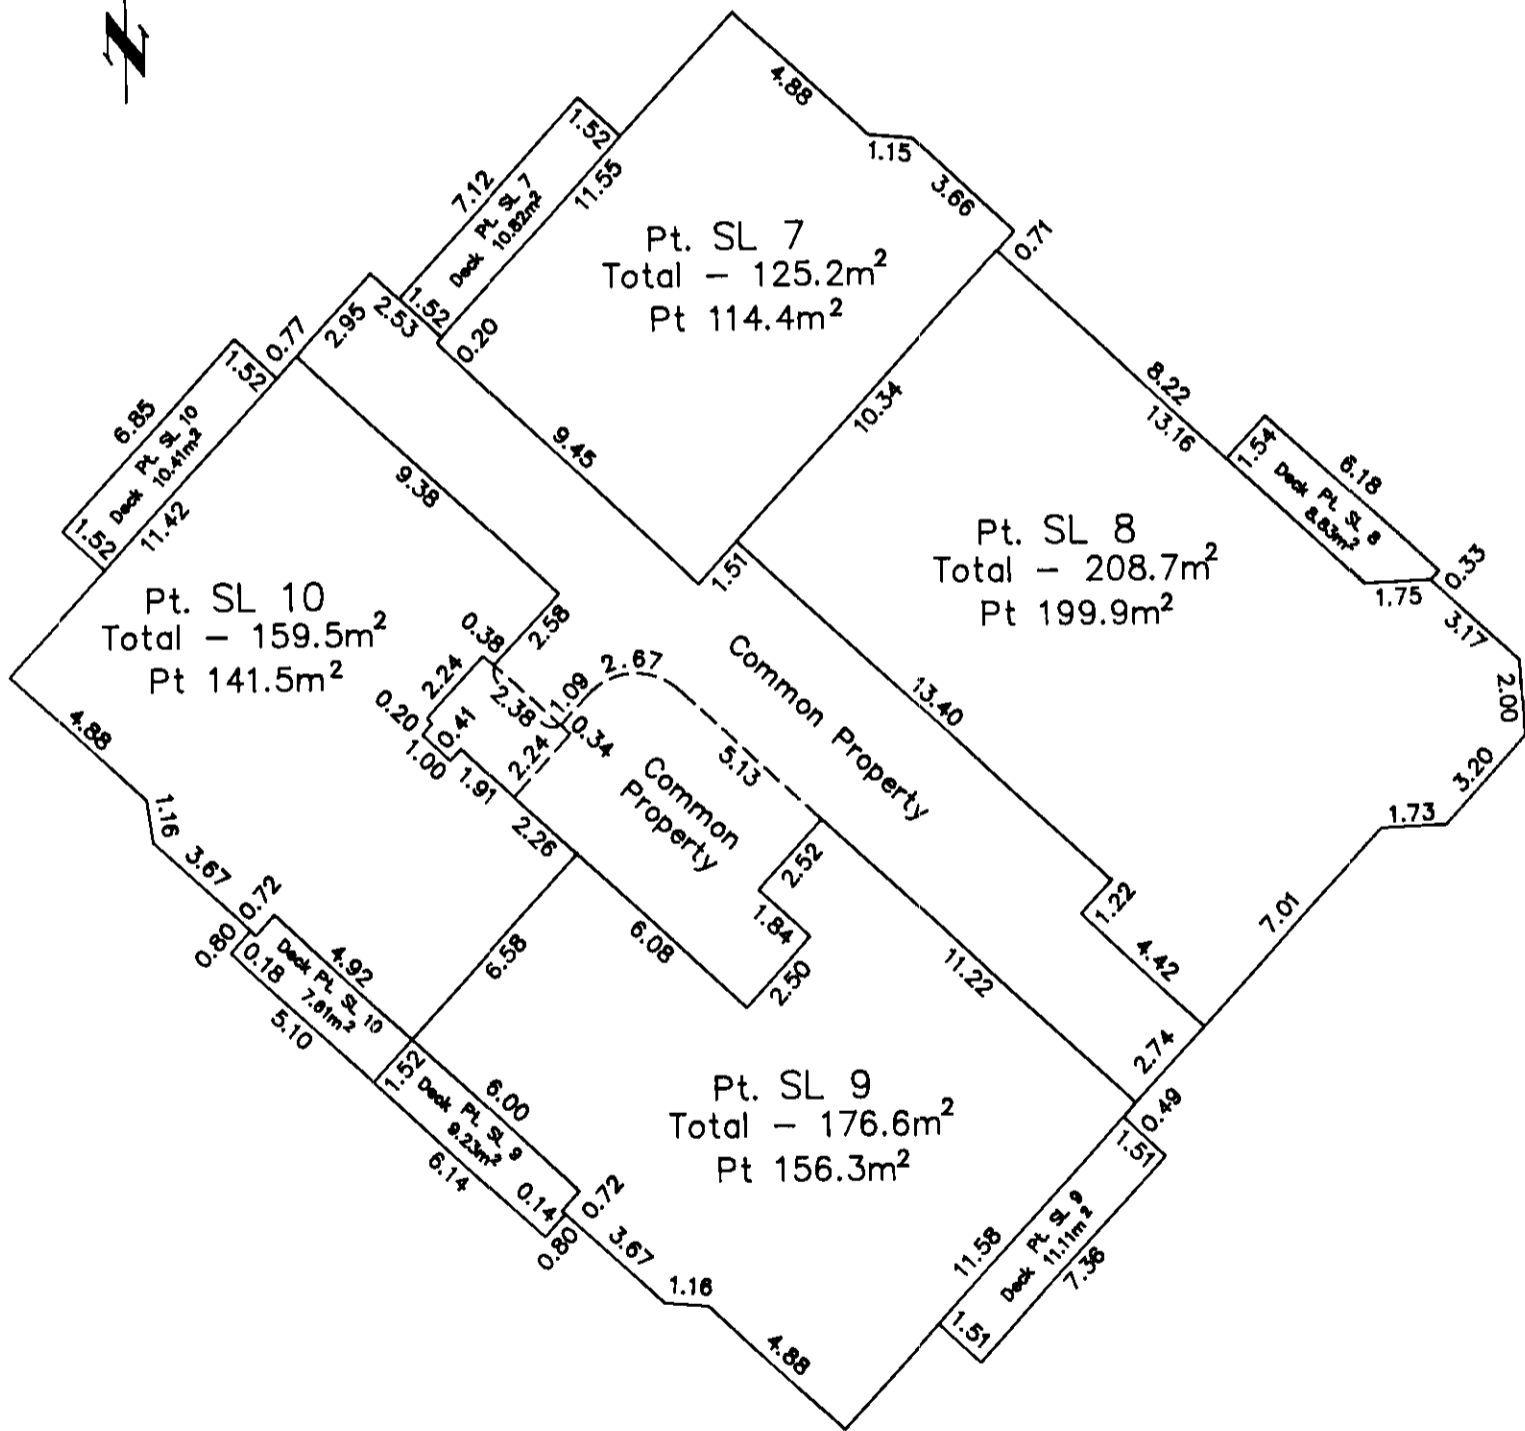 N
4.88
1.15
3.66
0.71
1.52
7.12
11.55
Pt. SL 7
Deck 10.82m²
1.52
Pt. SL 7
Total – 125.2m²
Pt 114.4m²
2.53
0.20
2.95
0.77
1.52
6.85
Pt. SL 10
Deck 10.41m²
1.52
11.42
9.45
10.34
9.38
8.22
13.16
1.54
6.18
Deck Pt. SL 8
8.83m²
0.33
1.75
3.17
2.00
3.20
1.73
Pt. SL 8
Total – 208.7m²
Pt 199.9m²
1.51
Pt. SL 10
Total – 159.5m²
Pt 141.5m²
2.58
0.38
2.24
0.20
0.41
1.00
1.91
2.38
1.09
2.67
0.34
2.24
5.13
Common Property
13.40
Common
Property
4.88
1.16
3.67
0.72
0.80
0.18
4.92
Deck Pt. SL 10
7.81m²
5.10
2.26
6.58
6.08
2.52
1.84
2.50
11.22
1.22
4.42
7.01
2.74
0.49
1.52
6.00
Deck Pt. SL 9
9.23m²
6.14
0.14
0.72
0.80
3.67
1.16
4.88
Pt. SL 9
Total – 176.6m²
Pt 156.3m²
1.51
11.58
Pt. SL 9
Deck 11.11m²
7.36
1.51